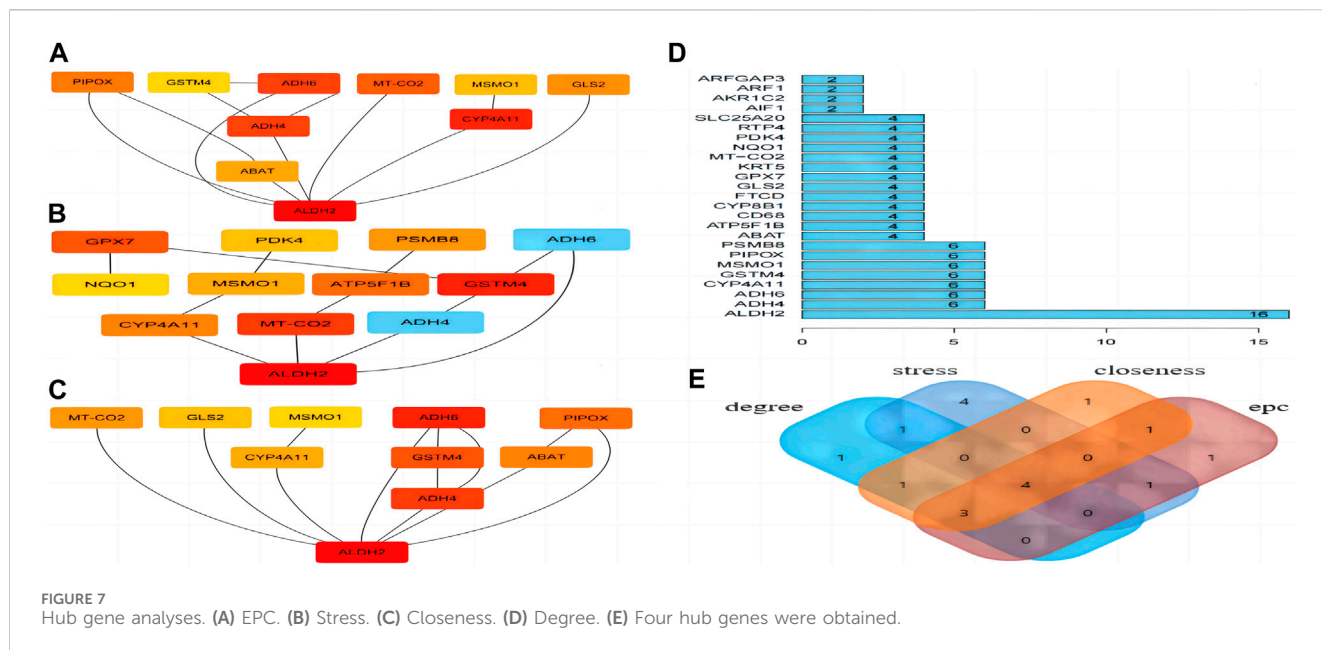 A
PIPOX GSTM4 ADH6 MT-CO2 MSMO1 GLS2
ADH4 CYP4A11
ABAT
ALDH2
B
GPX7 PDK4 PSMB8 ADH6
NQO1 MSMO1 ATP5F1B GSTM4
CYP4A11 MT-CO2 ADH4
ALDH2
C
MT-CO2 GLS2 MSMO1 ADH6 PIPOX
CYP4A11 GSTM4 ABAT
ADH4
ALDH2
D
ARFGAP3 2
ARF1 2
AKR1C2 2
AIF1 2
SLC25A20 4
RTP4 4
PDK4 4
NQO1 4
MT-CO2 4
KRT5 4
GPX7 4
GLS2 4
FTCD 4
CYP8B1 4
CD68 4
ATP5F1B 4
ABAT 4
PSMB8 6
PIPOX 6
MSMO1 6
GSTM4 6
CYP4A11 6
ADH6 6
ADH4 6
ALDH2 16
0 5 10 15
E
stress closeness
degree epc
4 1
1 0 1
1 0 0 1
1 4 1
3 0
0
FIGURE 7
Hub gene analyses. (A) EPC. (B) Stress. (C) Closeness. (D) Degree. (E) Four hub genes were obtained.